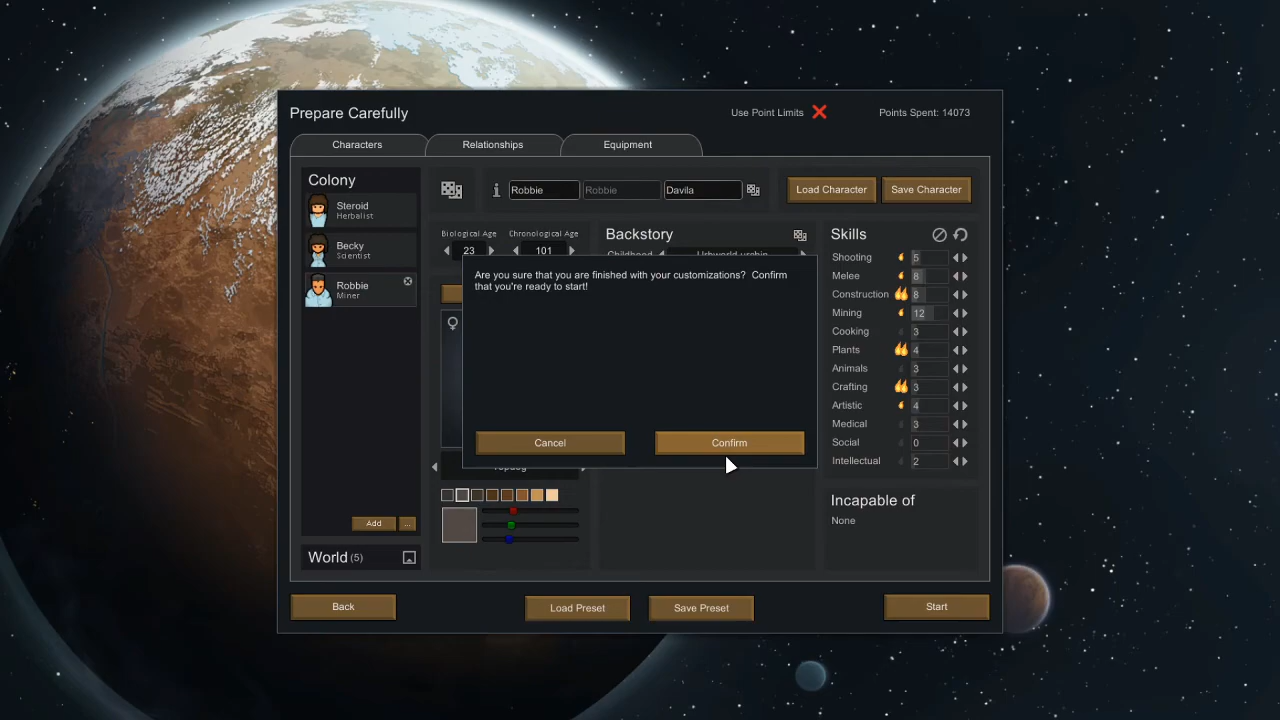 Prepare Carefully
Use Point Limits
Points Spent: 14073
Characters
Relationships
Equipment
Colony
Steroid
Herbalist
Becky
Scientist
Robbie
Miner
Add
...
World (5)
Robbie
Robbie
Davila
Load Character
Save Character
Biological Age
Chronological Age
23
101
Backstory
Childhood
Are you sure that you are finished with your customizations? Confirm
that you're ready to start!
Cancel
Confirm
Skills
Shooting 5
Melee 8
Construction 8
Mining 12
Cooking 3
Plants 4
Animals 3
Crafting 3
Artistic 4
Medical 3
Social 0
Intellectual 2
Incapable of
None
Back
Load Preset
Save Preset
Start